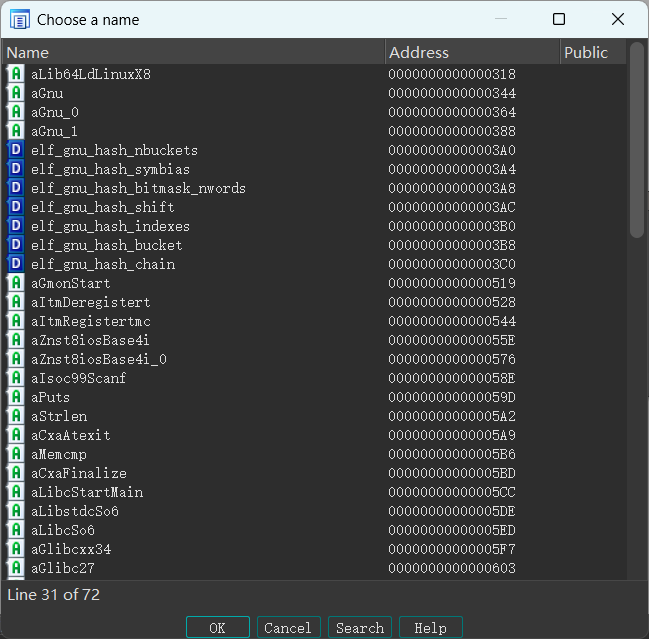 Choose a name
Name Address Public
A aLib64LdLinuxX8 0000000000000318
A aGnu 0000000000000344
A aGnu_0 0000000000000364
A aGnu_1 0000000000000388
D elf_gnu_hash_nbuckets 00000000000003A0
D elf_gnu_hash_symbias 00000000000003A4
D elf_gnu_hash_bitmask_nwords 00000000000003A8
D elf_gnu_hash_shift 00000000000003AC
D elf_gnu_hash_indexes 00000000000003B0
D elf_gnu_hash_bucket 00000000000003B8
D elf_gnu_hash_chain 00000000000003C0
A aGmonStart 0000000000000519
A aItmDeregistert 0000000000000528
A aItmRegistertmc 0000000000000544
A aZnst8iosBase4i 000000000000055E
A aZnst8iosBase4i_0 0000000000000576
A aIsoc99Scanf 000000000000058E
A aPuts 000000000000059D
A aStrlen 00000000000005A2
A aCxaAtexit 00000000000005A9
A aMemcmp 00000000000005B6
A aCxaFinalize 00000000000005BD
A aLibcStartMain 00000000000005CC
A aLibstdcSo6 00000000000005DE
A aLibcSo6 00000000000005ED
A aGlibcxx34 00000000000005F7
A aGlibc27 0000000000000603
Line 31 of 72
OK Cancel Search Help